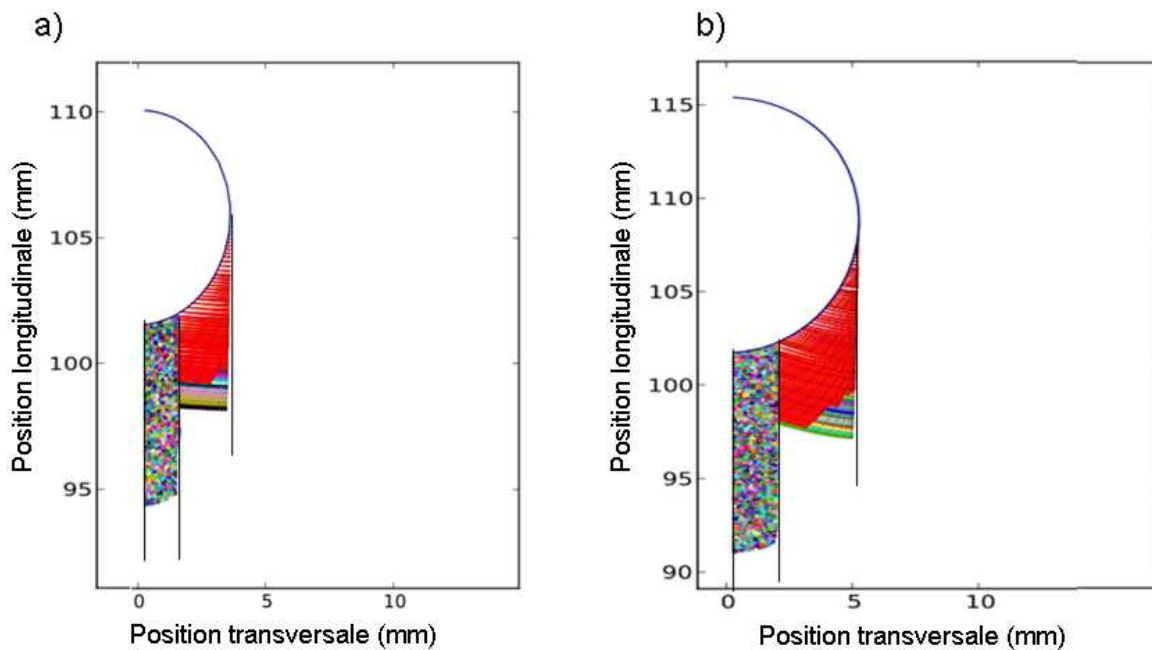 a)
110
105
100
95
0 5 10
Position longitudinale (mm)
Position transversale (mm)
b)
115
110
105
100
95
90
0 5 10
Position longitudinale (mm)
Position transversale (mm)